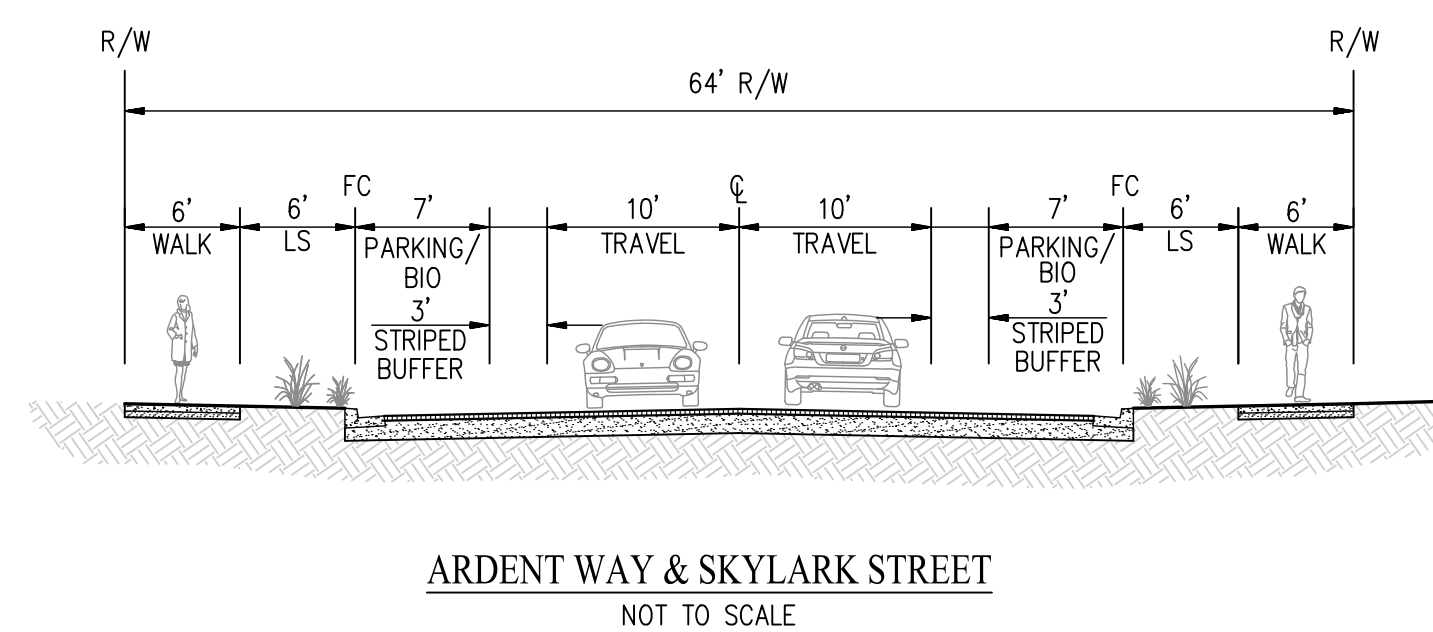 R/W
R/W
64' R/W
FC
℄
FC
6'
6'
7'
10'
10'
7'
6'
6'
WALK
LS
PARKING/
BIO
TRAVEL
TRAVEL
PARKING/
BIO
LS
WALK
3'
STRIPED
BUFFER
3'
STRIPED
BUFFER
ARDENT WAY & SKYLARK STREET
NOT TO SCALE